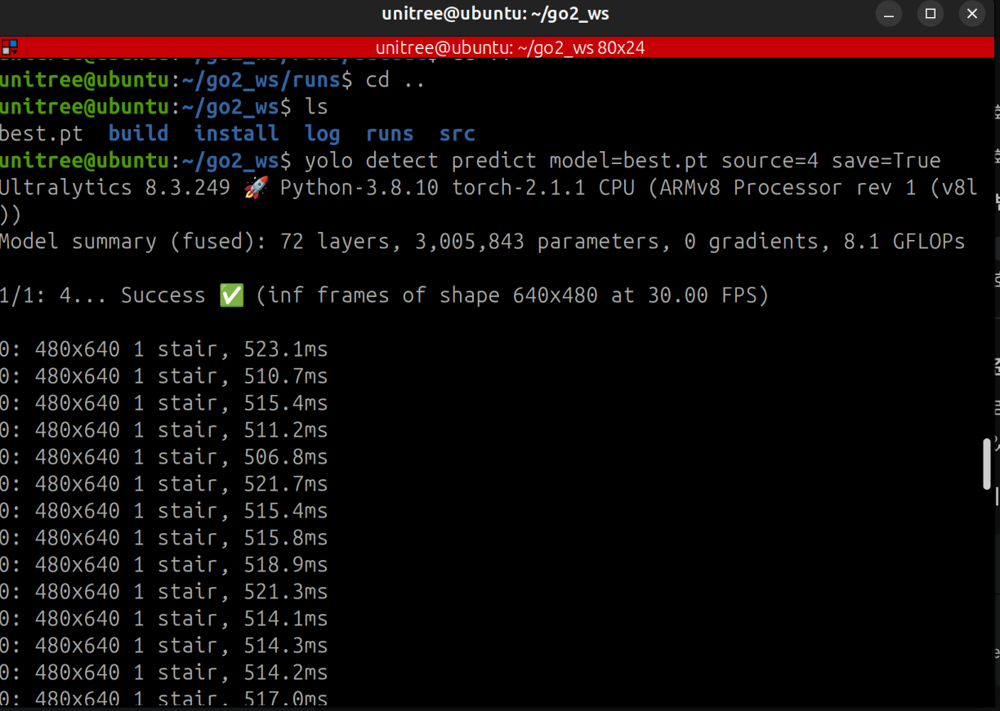 unitree@ubuntu: ~/go2_ws
unitree@ubuntu: ~/go2_ws 80x24
unitree@ubuntu:~/go2_ws/runs$ cd ..
unitree@ubuntu:~/go2_ws$ ls
best.pt build install log runs src
unitree@ubuntu:~/go2_ws$ yolo detect predict model=best.pt source=4 save=True
Ultralytics 8.3.249 🚀 Python-3.8.10 torch-2.1.1 CPU (ARMv8 Processor rev 1 (v8l
))
Model summary (fused): 72 layers, 3,005,843 parameters, 0 gradients, 8.1 GFLOPs
1/1: 4... Success ✅ (inf frames of shape 640x480 at 30.00 FPS)
0: 480x640 1 stair, 523.1ms
0: 480x640 1 stair, 510.7ms
0: 480x640 1 stair, 515.4ms
0: 480x640 1 stair, 511.2ms
0: 480x640 1 stair, 506.8ms
0: 480x640 1 stair, 521.7ms
0: 480x640 1 stair, 515.4ms
0: 480x640 1 stair, 515.8ms
0: 480x640 1 stair, 518.9ms
0: 480x640 1 stair, 521.3ms
0: 480x640 1 stair, 514.1ms
0: 480x640 1 stair, 514.3ms
0: 480x640 1 stair, 514.2ms
0: 480x640 1 stair, 517.0ms